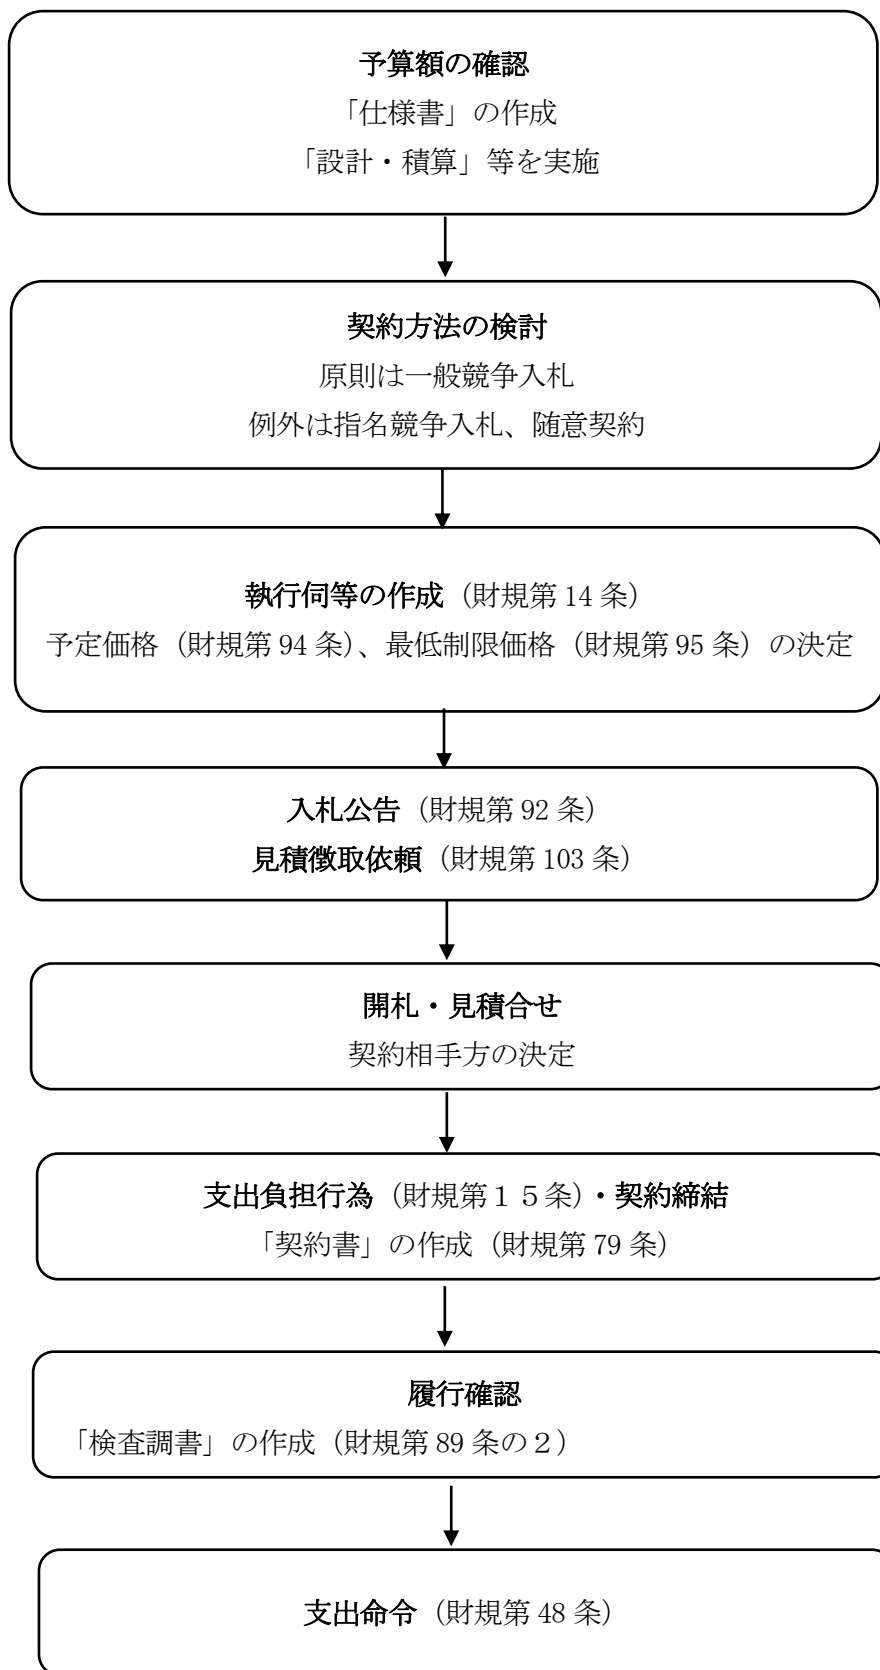 予算額の確認
「仕様書」の作成
「設計・積算」等を実施
契約方法の検討
原則は一般競争入札
例外は指名競争入札、随意契約
執行伺等の作成（財規第 14 条）
予定価格（財規第 94 条）、最低制限価格（財規第 95 条）の決定
入札公告（財規第 92 条）
見積徴取依頼（財規第 103 条）
開札・見積合せ
契約相手方の決定
支出負担行為（財規第１５条）・契約締結
「契約書」の作成（財規第 79 条）
履行確認
「検査調書」の作成（財規第 89 条の２）
支出命令（財規第 48 条）